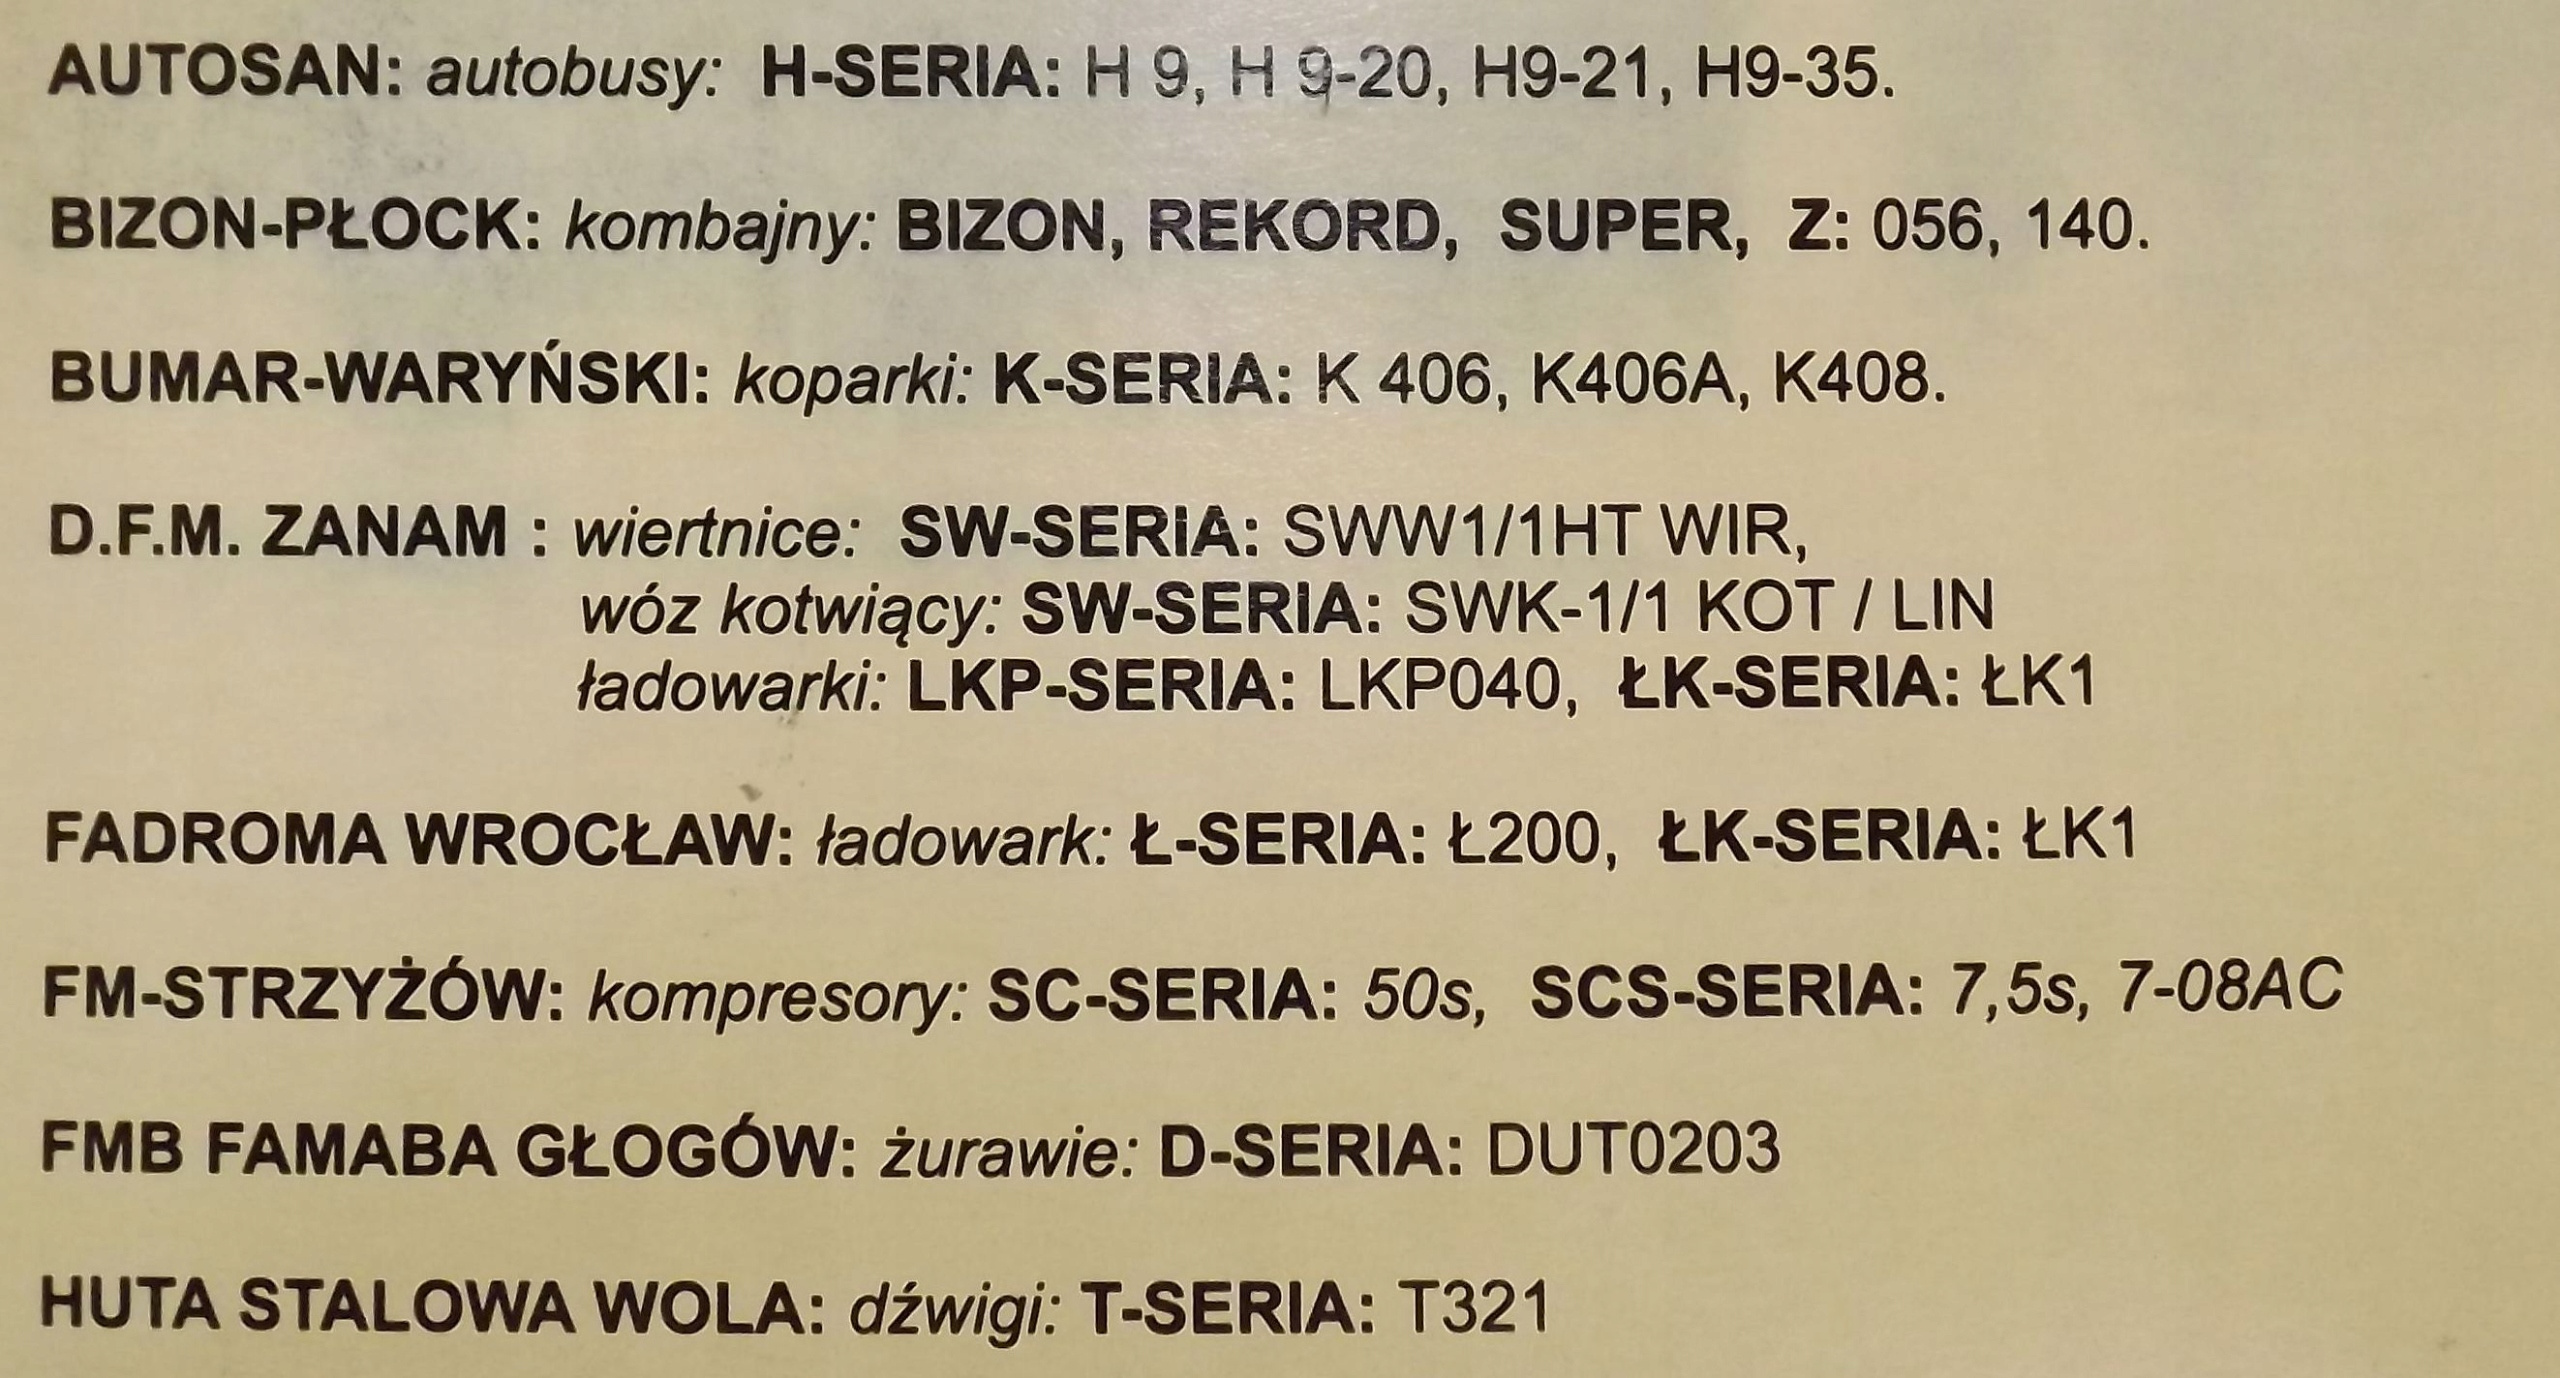 AUTOSAN: autobusy: H-SERIA: H 9, H 9-20, H9-21, H9-35.
BIZON-PŁOCK: kombajny: BIZON, REKORD, SUPER, Z: 056, 140.
BUMAR-WARYŃSKI: koparki: K-SERIA: K 406, K406A, K408.
D.F.M. ZANAM : wiertnice: SW-SERIA: SWW1/1HT WIR,
wóz kotwiący: SW-SERIA: SWK-1/1 KOT / LIN
ładowarki: LKP-SERIA: LKP040, ŁK-SERIA: ŁK1
FADROMA WROCŁAW: ładowark: Ł-SERIA: Ł200, ŁK-SERIA: ŁK1
FM-STRZYŻÓW: kompresory: SC-SERIA: 50s, SCS-SERIA: 7,5s, 7-08AC
FMB FAMABA GŁOGÓW: żurawie: D-SERIA: DUT0203
HUTA STALOWA WOLA: dźwigi: T-SERIA: T321